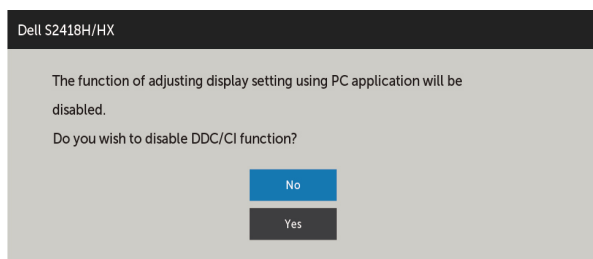 Dell S2418H/HX
The function of adjusting display setting using PC application will be
disabled.
Do you wish to disable DDC/CI function?
No
Yes